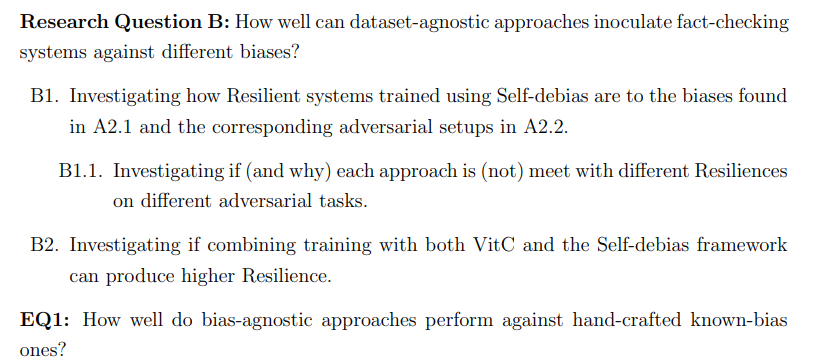 Research Question B: How well can dataset-agnostic approaches inoculate fact-checking
systems against different biases?
B1. Investigating how Resilient systems trained using Self-debias are to the biases found
in A2.1 and the corresponding adversarial setups in A2.2.
B1.1. Investigating if (and why) each approach is (not) meet with different Resiliences
on different adversarial tasks.
B2. Investigating if combining training with both VitC and the Self-debias framework
can produce higher Resilience.
EQ1: How well do bias-agnostic approaches perform against hand-crafted known-bias
ones?